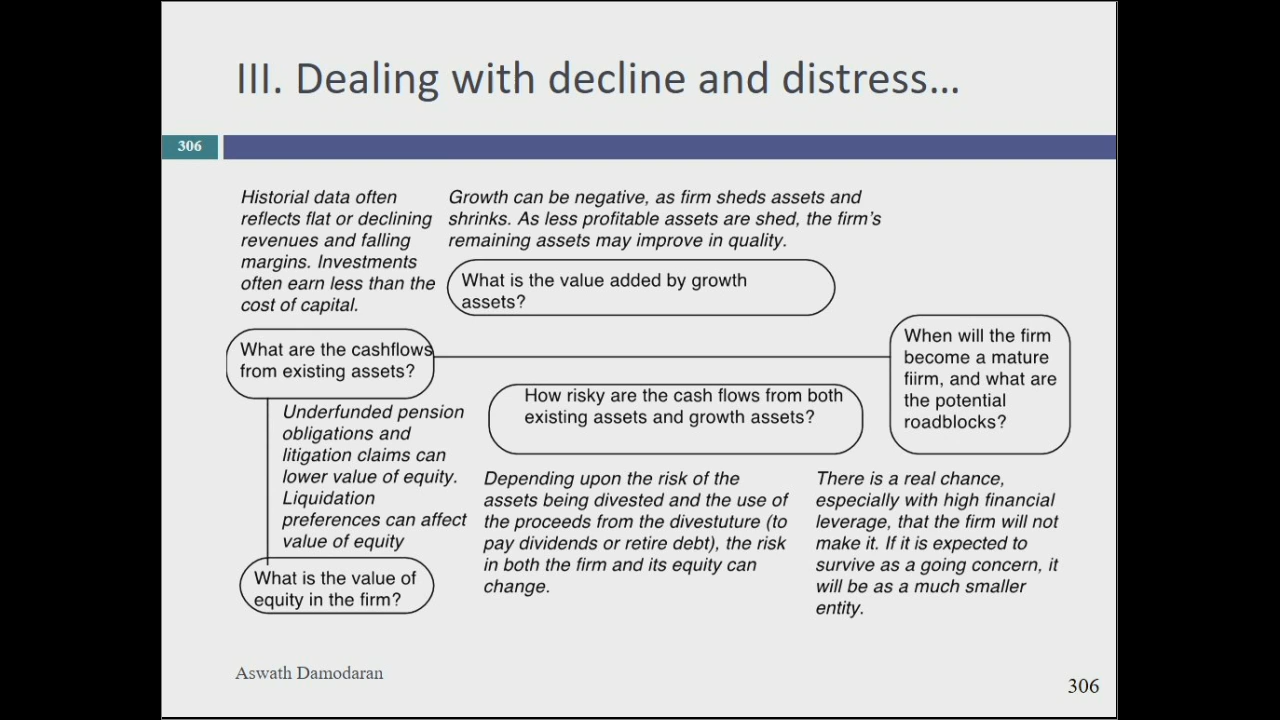 III. Dealing with decline and distress…
306
Historial data often
reflects flat or declining
revenues and falling
margins. Investments
often earn less than the
cost of capital.
Growth can be negative, as firm sheds assets and
shrinks. As less profitable assets are shed, the firm's
remaining assets may improve in quality.
What is the value added by growth
assets?
What are the cashflows
from existing assets?
When will the firm
become a mature
fiirm, and what are
the potential
roadblocks?
How risky are the cash flows from both
existing assets and growth assets?
Underfunded pension
obligations and
litigation claims can
lower value of equity.
Liquidation
preferences can affect
value of equity
Depending upon the risk of the
assets being divested and the use of
the proceeds from the divestuture (to
pay dividends or retire debt), the risk
in both the firm and its equity can
change.
There is a real chance,
especially with high financial
leverage, that the firm will not
make it. If it is expected to
survive as a going concern, it
will be as a much smaller
entity.
What is the value of
equity in the firm?
Aswath Damodaran
306